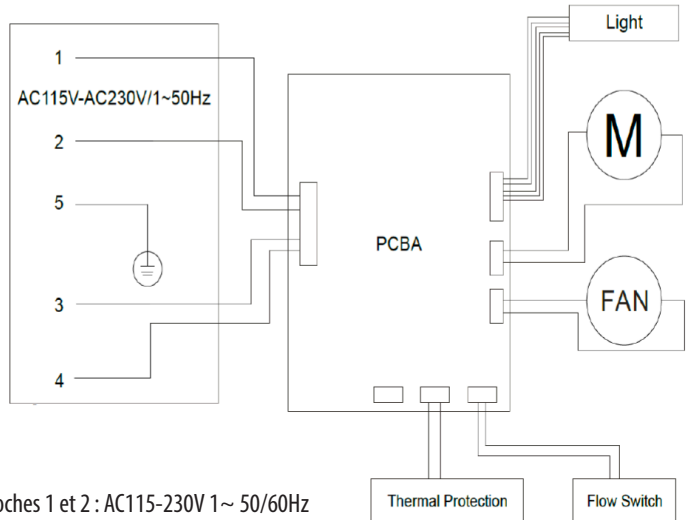 1
AC115V-AC230V/1~50Hz
2
5
3
4
PCBA
Light
M
FAN
Thermal Protection
Flow Switch
1 et 2 : AC115-230V 1~ 50/60Hz